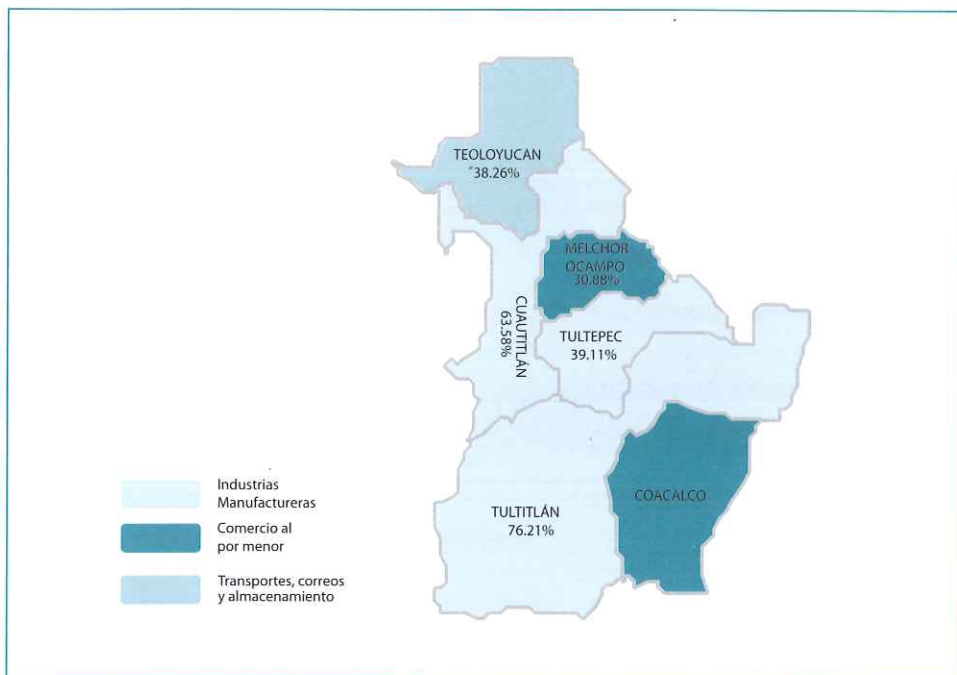 TEOLOYUCAN
*38.26%
MELCHOR
OCAMPO
30.88%
CUAUTITLÁN
63.58%
TULTEPEC
39.11%
COACALCO
TULTITLÁN
76.21%
Industrias
Manufactureras
Comercio al
por menor
Transportes, correos
y almacenamiento